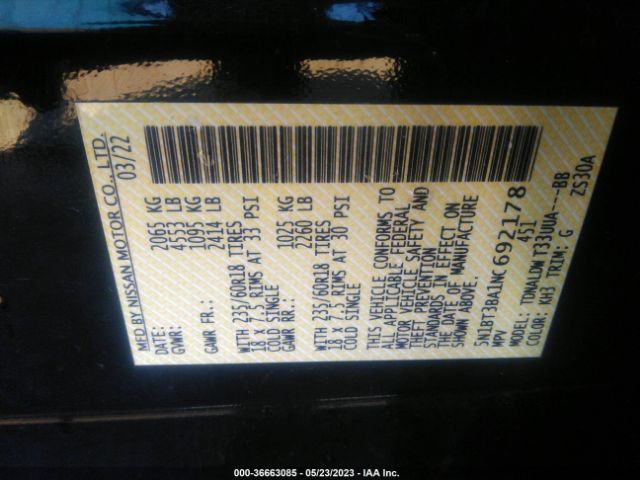 MFD BY NISSAN MOTOR CO., LTD.
DATE: 03/22
GVWR: 2065 KG
4553 LB
GAWR FR.: 1095 KG
2414 LB
WITH 235/60R18 TIRES
18 x 7.5 RIMS AT 33 PSI
COLD SINGLE
GAWR RR.: 1025 KG
2260 LB
WITH 235/60R18 TIRES
18 x 7.5 RIMS AT 30 PSI
COLD SINGLE
THIS VEHICLE CONFORMS TO
ALL APPLICABLE FEDERAL
MOTOR VEHICLE SAFETY AND
THEFT PREVENTION
STANDARDS IN EFFECT ON
THE DATE OF MANUFACTURE
SHOWN ABOVE.
5N1BT3BA1NC692178
MPV 451
MODEL: TDNALDW T33UUA----BB
COLOR: KH3 TRIM: G ZS30A
000-36663085 - 05/23/2023 - IAA Inc.